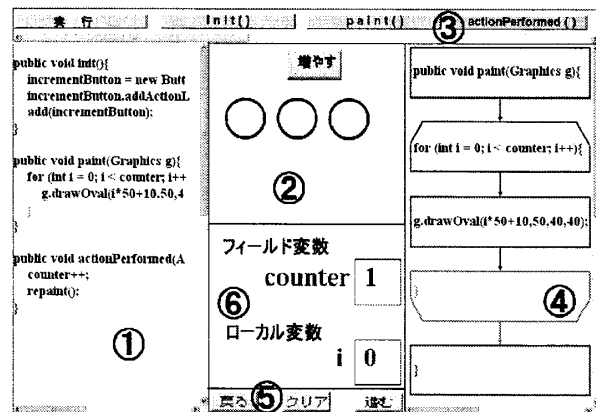 実 行
Init()
paint()
③ actionPerformed()
public void init(){
incrementButton = new Butt
incrementButton.addActionL
add(incrementButton);
}
public void paint(Graphics g){
for (int i = 0; i < counter; i++
g.drawOval(i*50+10,50,4
}
}
public void actionPerformed(A
counter++;
repaint();
}
①
増やす
②
フィールド変数
counter 1
⑥
ローカル変数
i 0
⑤
戻る クリア 進む
public void paint(Graphics g){
for (int i = 0; i < counter; i++){
g.drawOval(i*50+10,50,40,40);
}
④
}